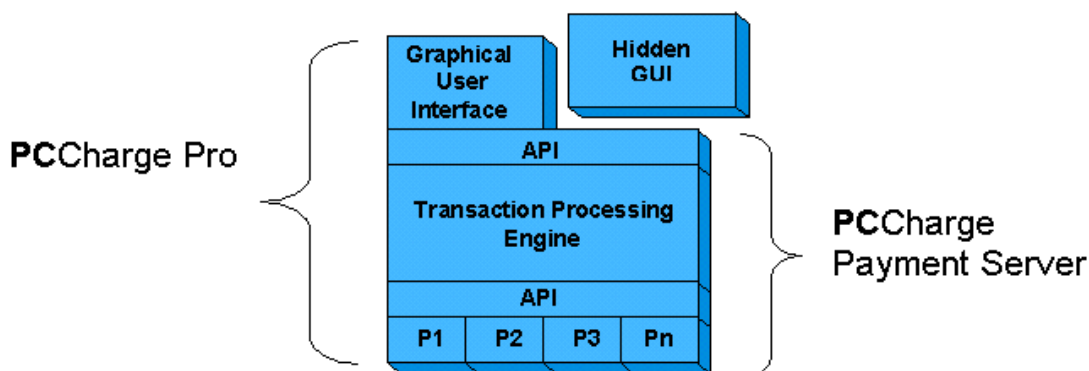 Graphical
User
Interface
Hidden
GUI
PCCharge Pro
API
Transaction Processing
Engine
PCCharge
Payment Server
API
P1 P2 P3 Pn